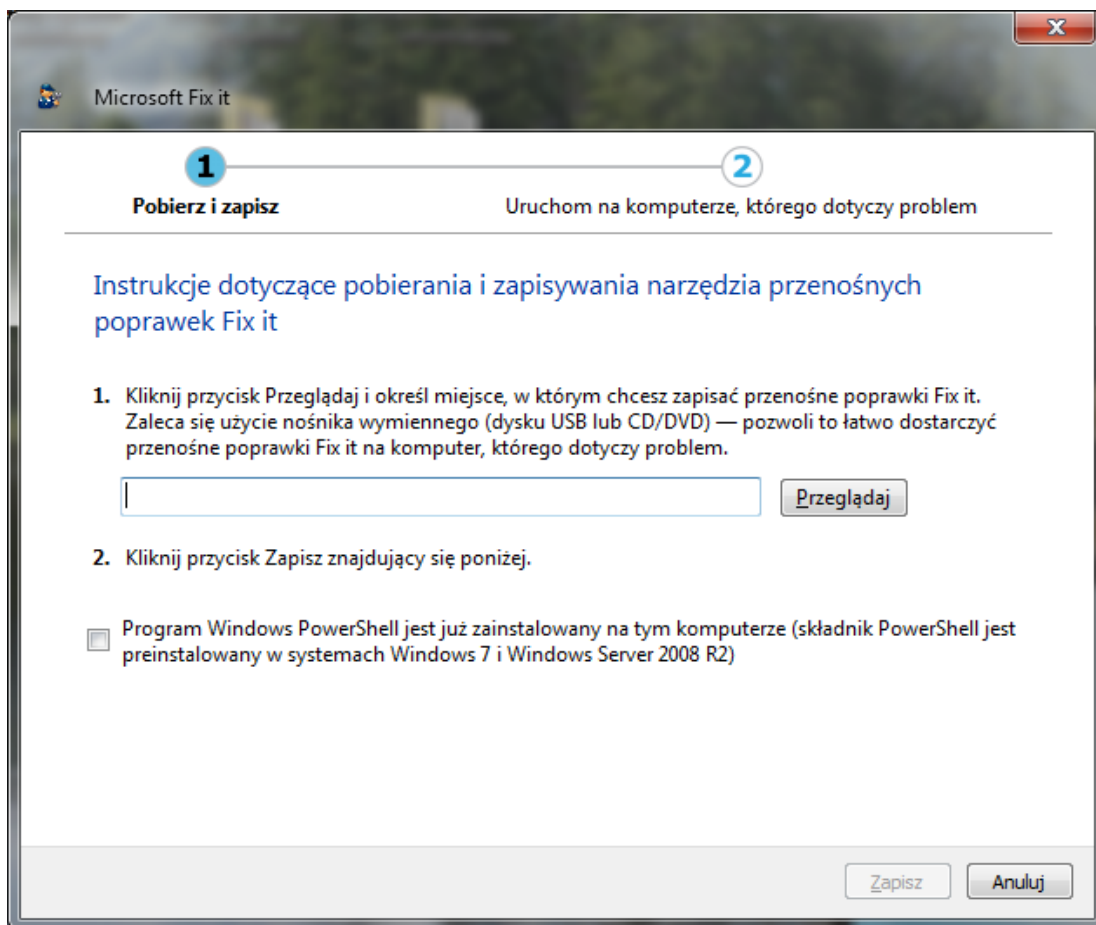 x
Microsoft Fix it
1
2
Pobierz i zapisz
Uruchom na komputerze, którego dotyczy problem
Instrukcje dotyczące pobierania i zapisywania narzędzia przenośnych
poprawek Fix it
1. Kliknij przycisk Przeglądaj i określ miejsce, w którym chcesz zapisać przenośne poprawki Fix it.
Zaleca się użycie nośnika wymiennego (dysku USB lub CD/DVD) — pozwoli to łatwo dostarczyć
przenośne poprawki Fix it na komputer, którego dotyczy problem.
Przeglądaj
2. Kliknij przycisk Zapisz znajdujący się poniżej.
Program Windows PowerShell jest już zainstalowany na tym komputerze (składnik PowerShell jest
preinstalowany w systemach Windows 7 i Windows Server 2008 R2)
Zapisz
Anuluj